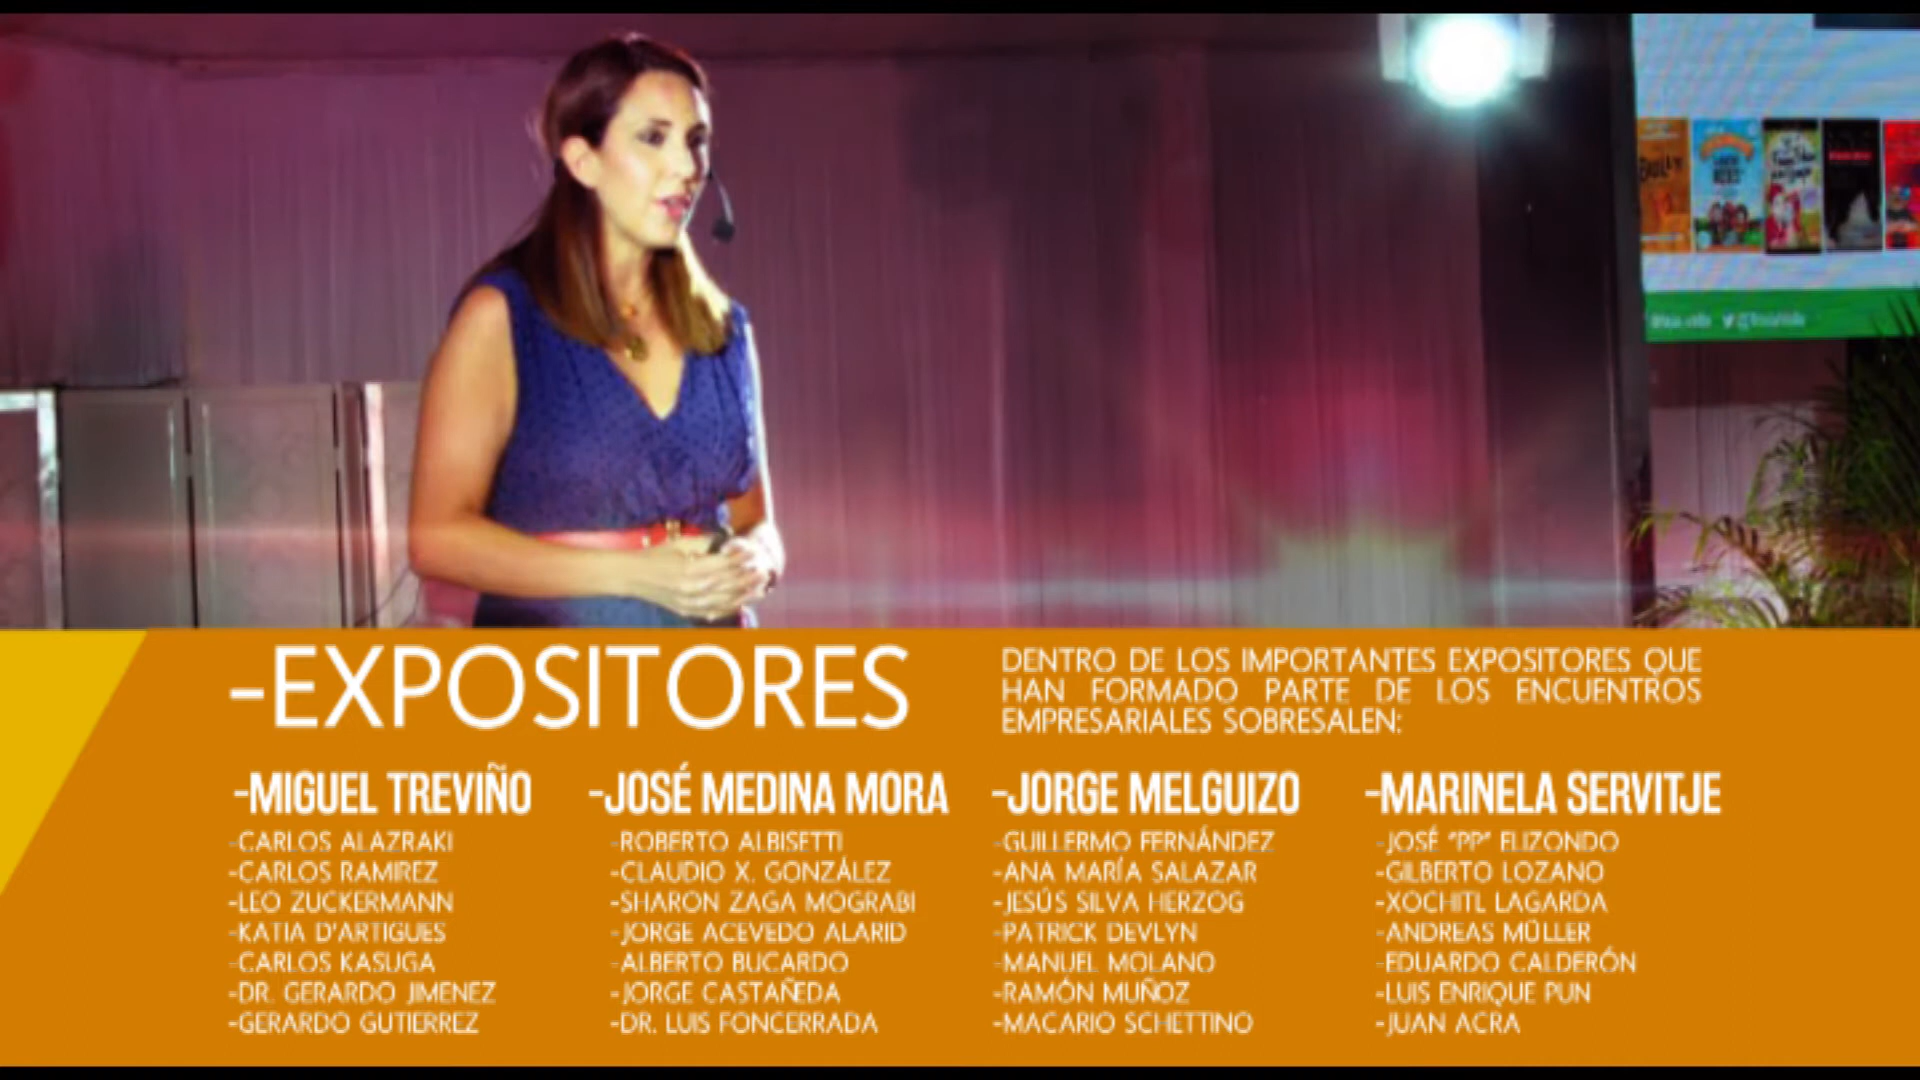 -EXPOSITORES
DENTRO DE LOS IMPORTANTES EXPOSITORES QUE
HAN FORMADO PARTE DE LOS ENCUENTROS
EMPRESARIALES SOBRESALEN:
-MIGUEL TREVIÑO
-CARLOS ALAZRAKI
-CARLOS RAMIREZ
-LEO ZUCKERMANN
-KATIA D'ARTIGUES
-CARLOS KASUGA
-DR. GERARDO JIMENEZ
-GERARDO GUTIERREZ
-JOSÉ MEDINA MORA
-ROBERTO ALBISETTI
-CLAUDIO X. GONZÁLEZ
-SHARON ZAGA MOGRABI
-JORGE ACEVEDO ALARID
-ALBERTO BUCARDO
-JORGE CASTAÑEDA
-DR. LUIS FONCERRADA
-JORGE MELGUIZO
-GUILLERMO FERNÁNDEZ
-ANA MARÍA SALAZAR
-JESÚS SILVA HERZOG
-PATRICK DEVLYN
-MANUEL MOLANO
-RAMÓN MUÑOZ
-MACARIO SCHETTINO
-MARINELA SERVITJE
-JOSÉ "PP" ELIZONDO
-GILBERTO LOZANO
-XOCHITL LAGARDA
-ANDREAS MÜLLER
-EDUARDO CALDERÓN
-LUIS ENRIQUE PUN
-JUAN ACRA